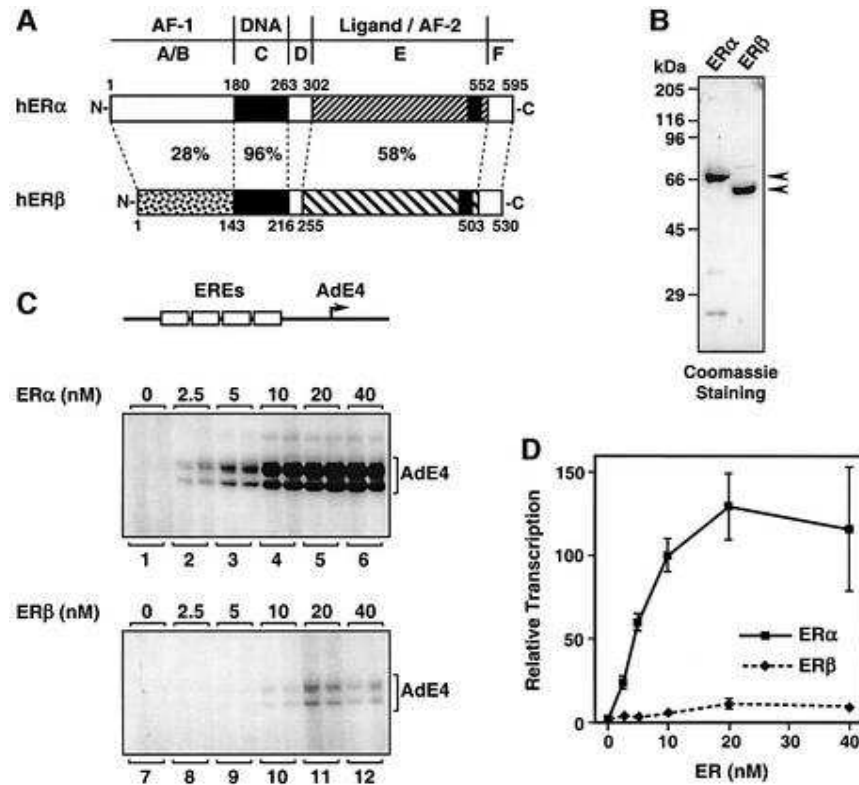 A
AF-1 DNA Ligand / AF-2
A/B C D E F
1 180 263 302 552 595
hERα N- -C
28% 96% 58%
hERβ N- -C
1 143 216 255 503 530
B
ERα ERβ
kDa
205
116
96
66
45
29
Coomassie
Staining
C
EREs AdE4
ERα (nM) 0 2.5 5 10 20 40
AdE4
1 2 3 4 5 6
ERβ (nM) 0 2.5 5 10 20 40
AdE4
7 8 9 10 11 12
D
Relative Transcription
150
100
50
0
ERα
ERβ
0 10 20 30 40
ER (nM)